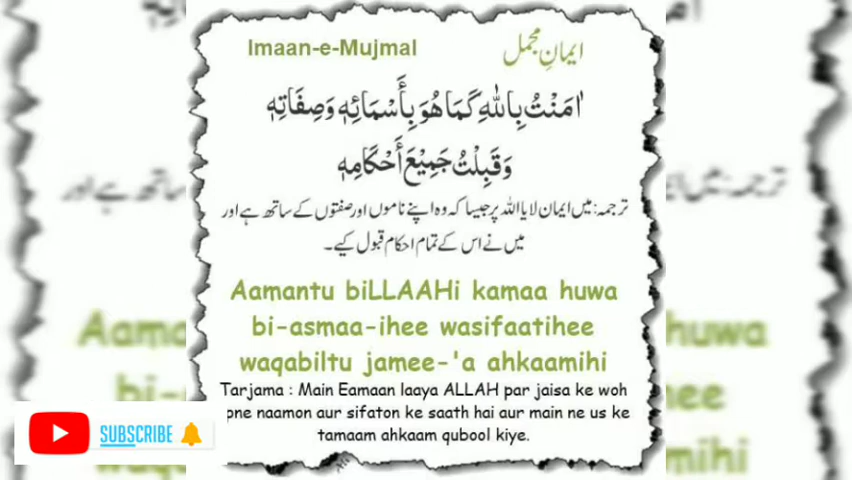 Imaan-e-Mujmal ایمانِ مجمل
اٰمَنْتُ بِاللهِ كَمَا هُوَ بِأَسْمَائِهٖ وَصِفَاتِهٖ
وَقَبِلْتُ جَمِيْعَ أَحْكَامِهٖ
ترجمہ: میں ایمان لایا اللہ پر جیسا کہ وہ اپنے ناموں اور صفتوں کے ساتھ ہے اور
میں نے اس کے تمام احکام قبول کیے۔
Aamantu biLLAAHi kamaa huwa
bi-asmaa-ihee wasifaatihee
waqabiltu jamee-'a ahkaamihi
Tarjama : Main Eamaan laaya ALLAH par jaisa ke woh
pne naamon aur sifaton ke saath hai aur main ne us ke
tamaam ahkaam qubool kiye.
SUBSCRIBE